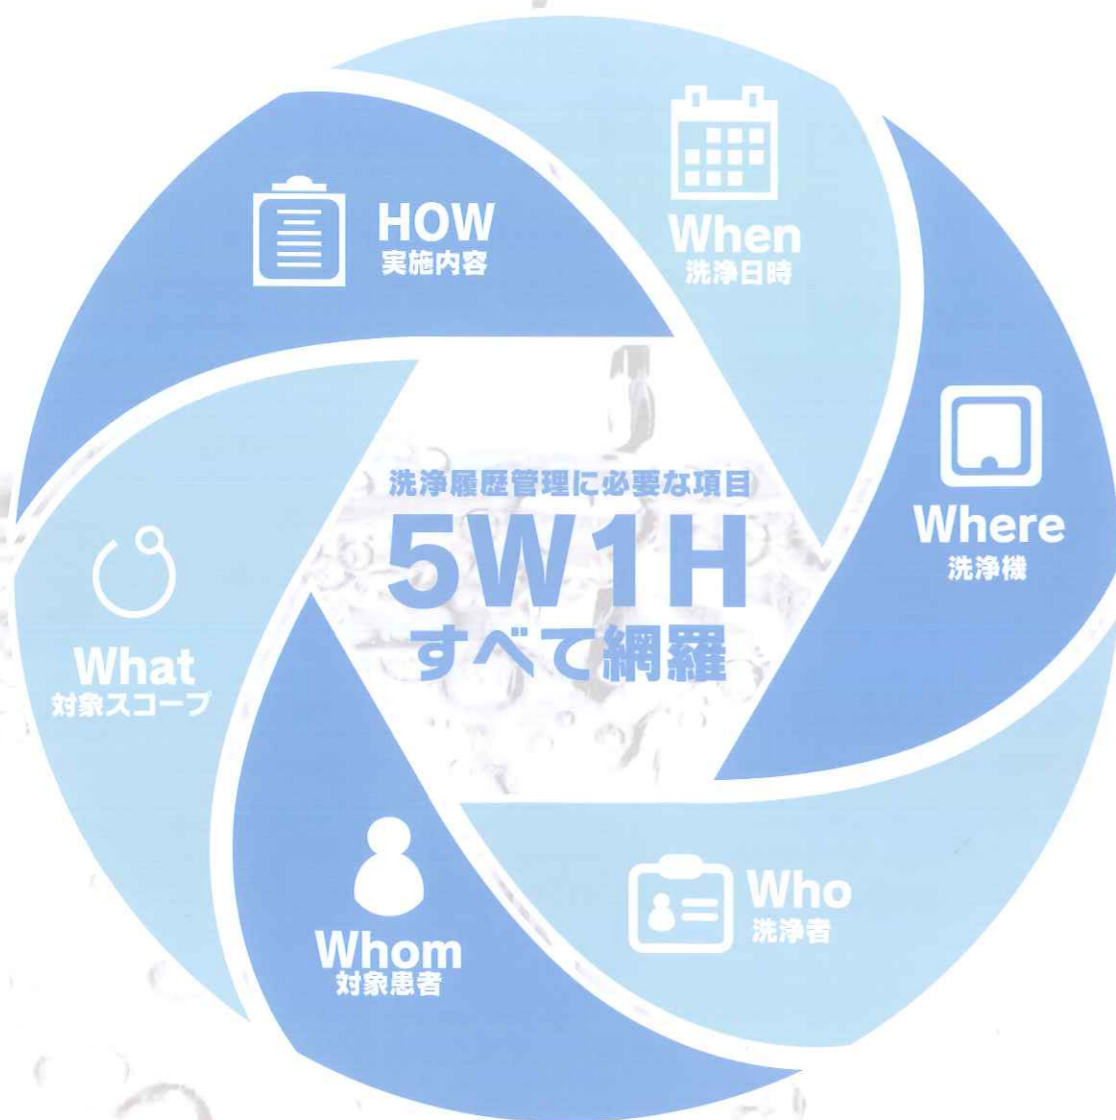 洗浄履歴管理に必要な項目
5W1H
すべて網羅
When
洗浄日時
Where
洗浄機
Who
洗浄者
Whom
対象患者
What
対象スコープ
HOW
実施内容